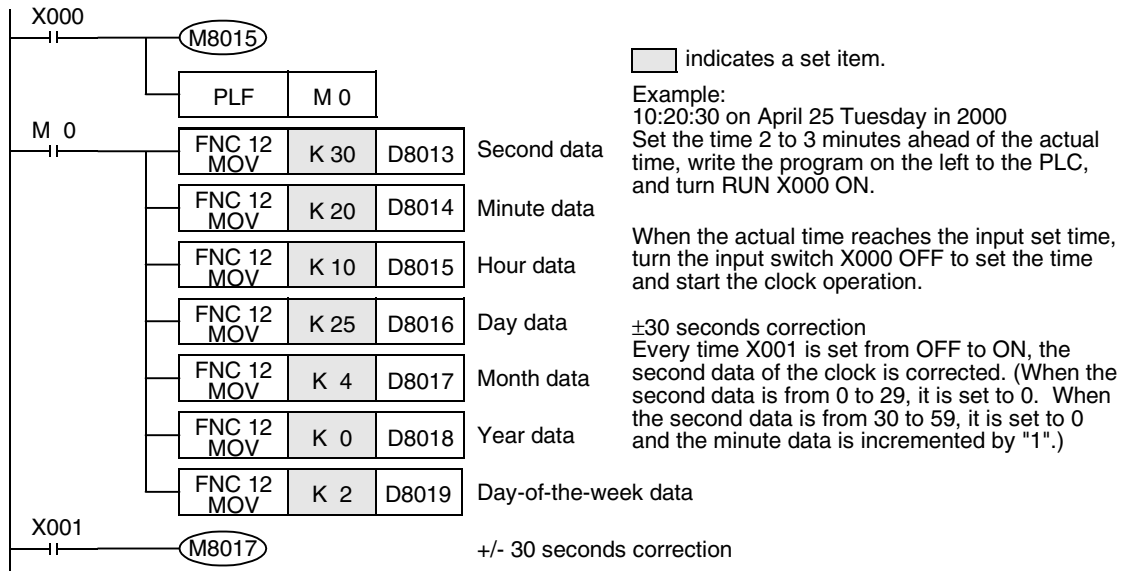 X000
M8015
PLF M 0
M 0
FNC 12 MOV K 30 D8013 Second data
FNC 12 MOV K 20 D8014 Minute data
FNC 12 MOV K 10 D8015 Hour data
FNC 12 MOV K 25 D8016 Day data
FNC 12 MOV K 4 D8017 Month data
FNC 12 MOV K 0 D8018 Year data
FNC 12 MOV K 2 D8019 Day-of-the-week data
X001
M8017 +/- 30 seconds correction
indicates a set item.
Example:
10:20:30 on April 25 Tuesday in 2000
Set the time 2 to 3 minutes ahead of the actual
time, write the program on the left to the PLC,
and turn RUN X000 ON.
When the actual time reaches the input set time,
turn the input switch X000 OFF to set the time
and start the clock operation.
±30 seconds correction
Every time X001 is set from OFF to ON, the
second data of the clock is corrected. (When the
second data is from 0 to 29, it is set to 0. When
the second data is from 30 to 59, it is set to 0
and the minute data is incremented by "1".)